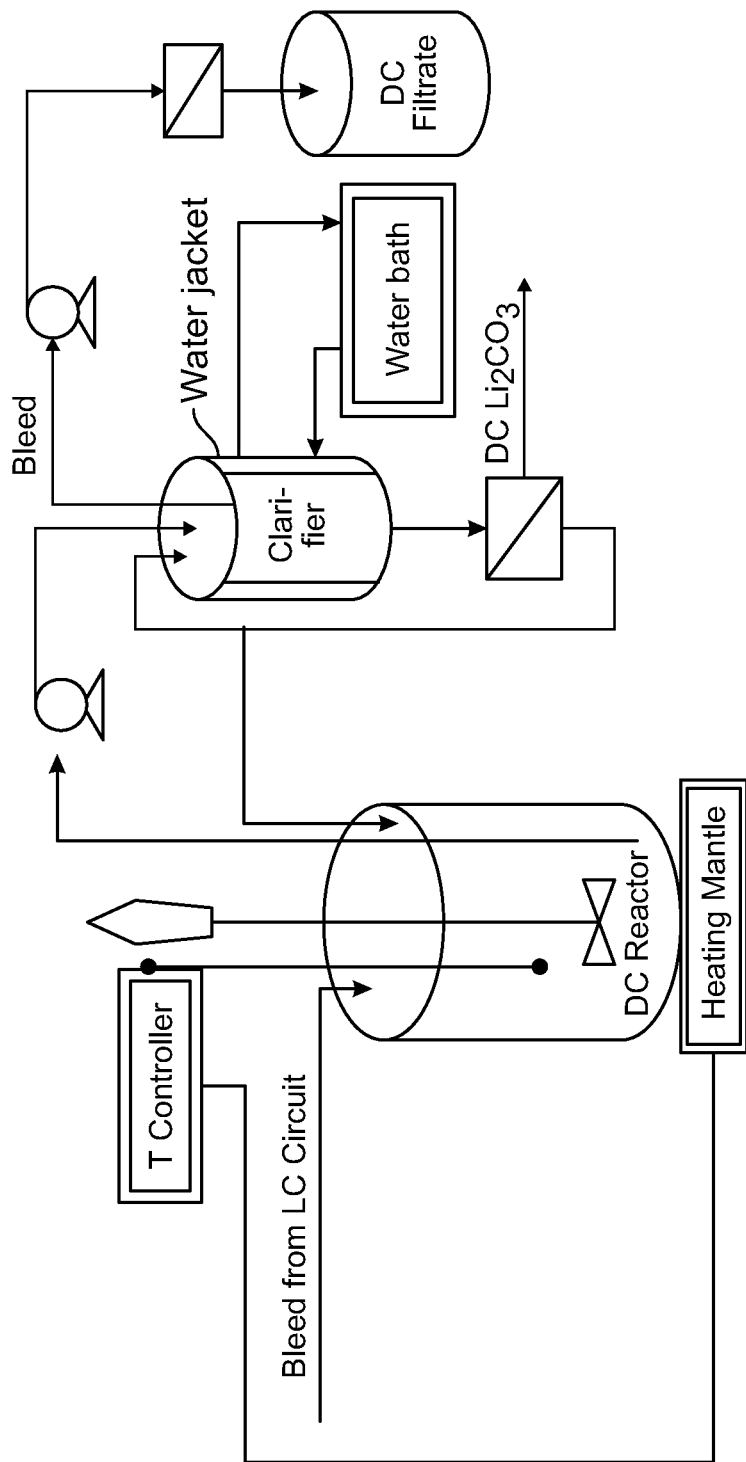 T Controller
Bleed from LC Circuit
DC Reactor
Heating Mantle
Bleed
Water jacket
Clari-
fier
Water bath
DC Li₂CO₃
DC
Filtrate